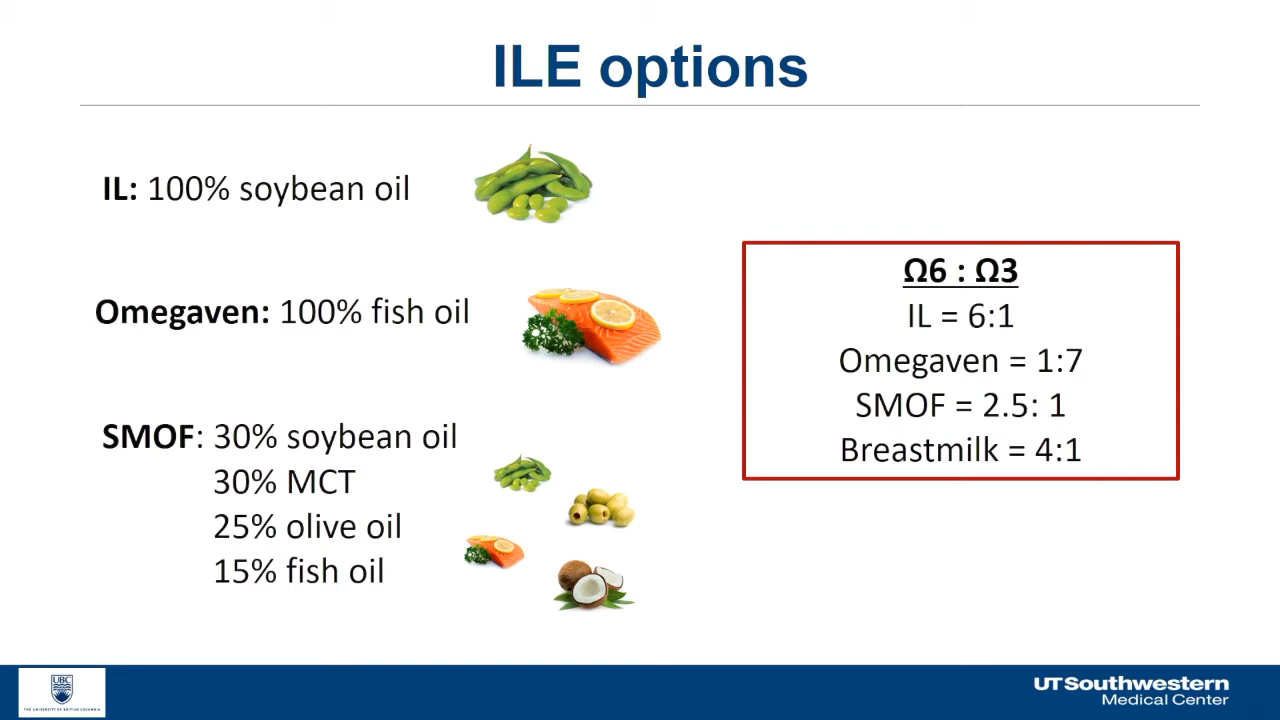 ILE options
IL: 100% soybean oil
Omegaven: 100% fish oil
SMOF: 30% soybean oil
30% MCT
25% olive oil
15% fish oil
Ω6 : Ω3
IL = 6:1
Omegaven = 1:7
SMOF = 2.5: 1
Breastmilk = 4:1
UBC
THE UNIVERSITY OF BRITISH COLUMBIA
UTSouthwestern
Medical Center